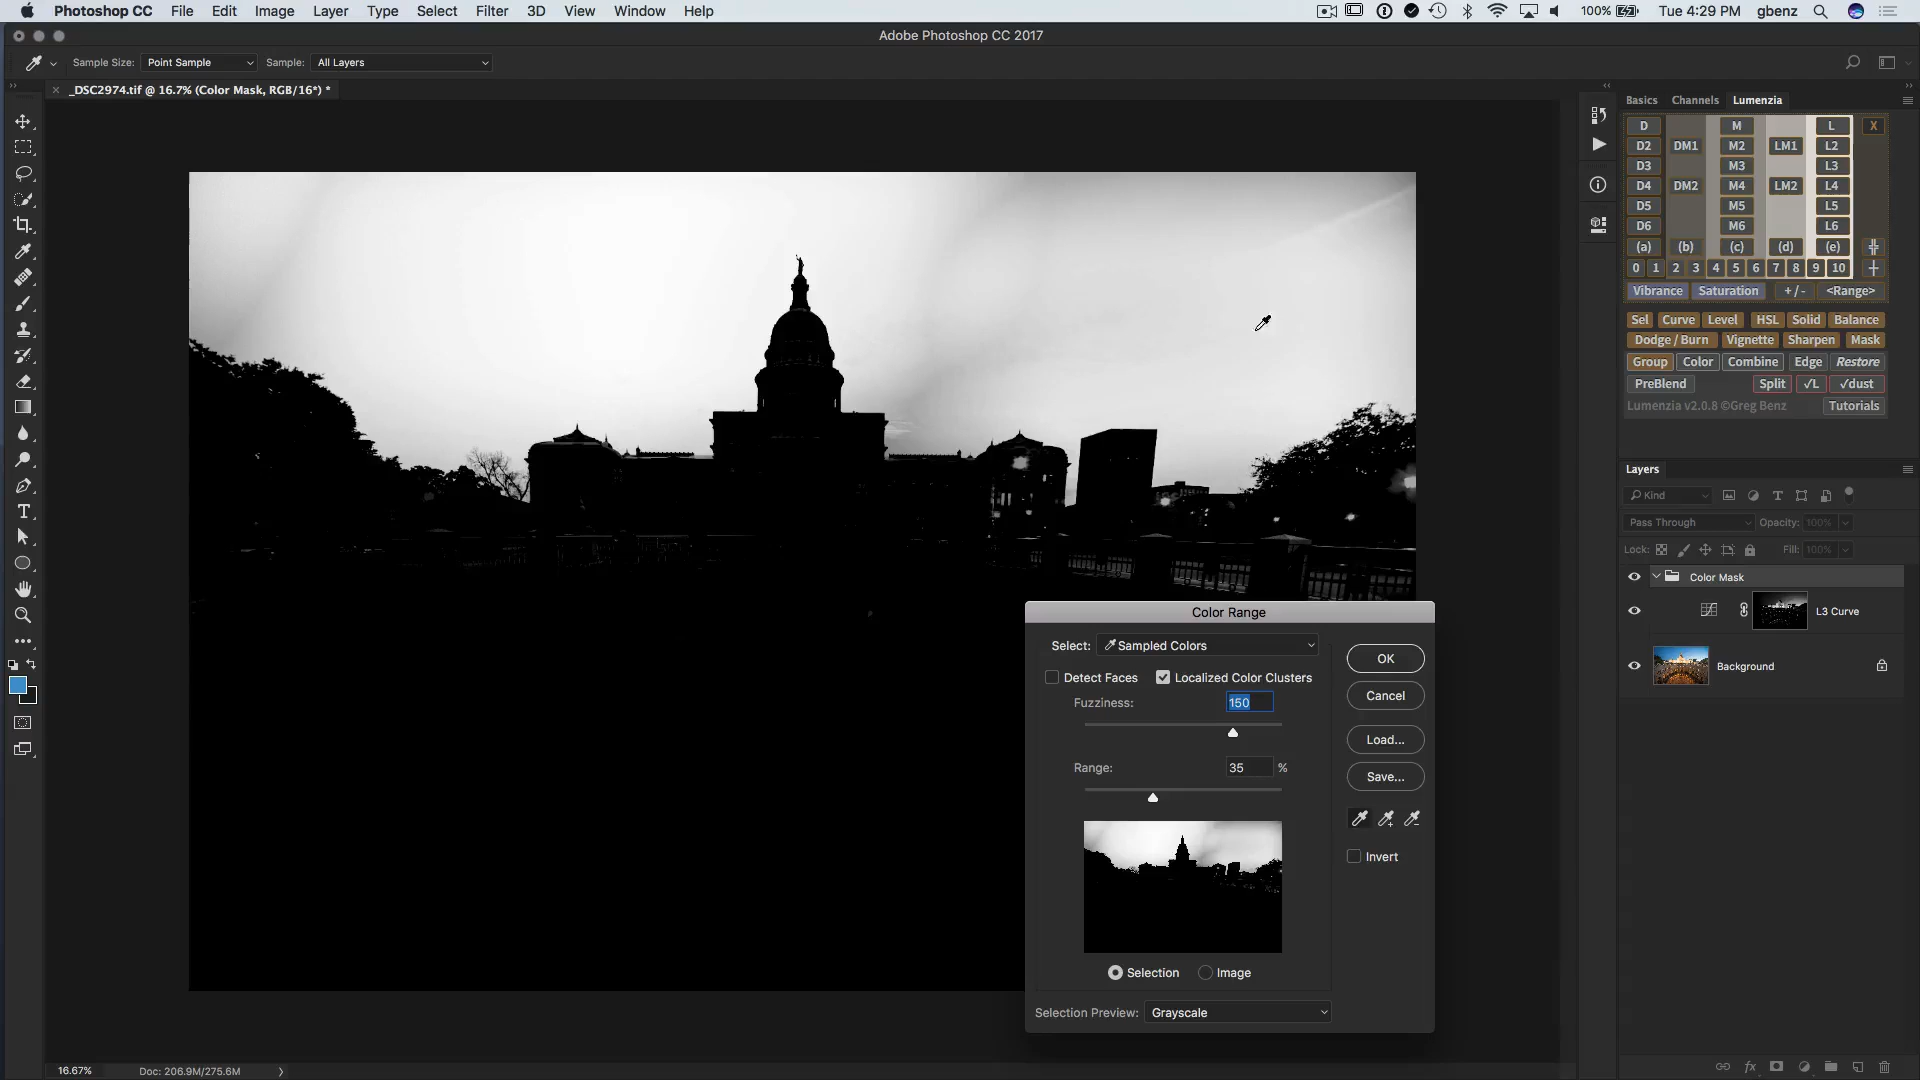 Photoshop CC File Edit Image Layer Type Select Filter 3D View Window Help 100% Tue 4:29 PM gbenz
Adobe Photoshop CC 2017
Sample Size: Point Sample Sample: All Layers
_DSC2974.tif @ 16.7% (Color Mask, RGB/16*) *
Basics Channels Lumenzia
D M L X
D2 DM1 M2 LM1 L2
D3 M3 L3
D4 DM2 M4 LM2 L4
D5 M5 L5
D6 M6 L6
(a) (b) (c) (d) (e)
0 1 2 3 4 5 6 7 8 9 10
Vibrance Saturation +/- <Range>
Sel Curve Level HSL Solid Balance
Dodge / Burn Vignette Sharpen Mask
Group Color Combine Edge Restore
PreBlend Split √L √dust
Lumenzia v2.0.8 ©Greg Benz Tutorials
Layers
Kind
Pass Through Opacity: 100%
Lock: Fill: 100%
Color Mask
L3 Curve
Background
Color Range
Select: Sampled Colors OK
Detect Faces Localized Color Clusters
Cancel
Fuzziness: 150
Load...
Range: 35 %
Save...
Invert
Selection Image
Selection Preview: Grayscale
16.67% Doc: 206.9M/275.6M
fx